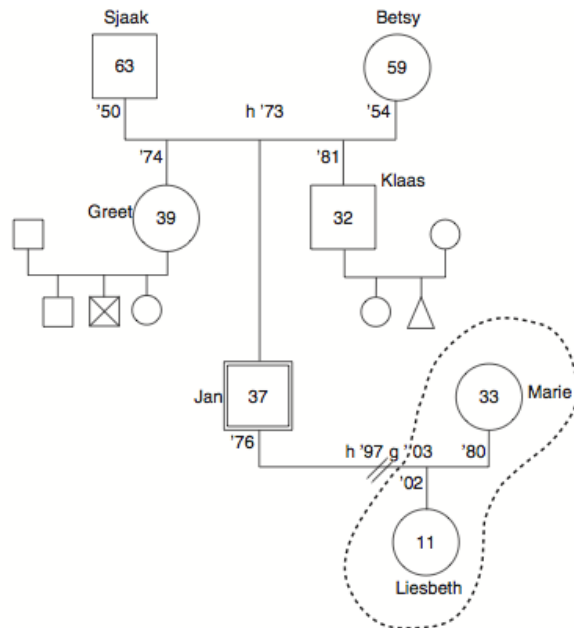 Sjaak
Betsy
63
59
'50
h '73
'54
'74
'81
Klaas
Greet
39
32
Jan
37
33
Marie
'76
h '97 g '03
'80
'02
11
Liesbeth